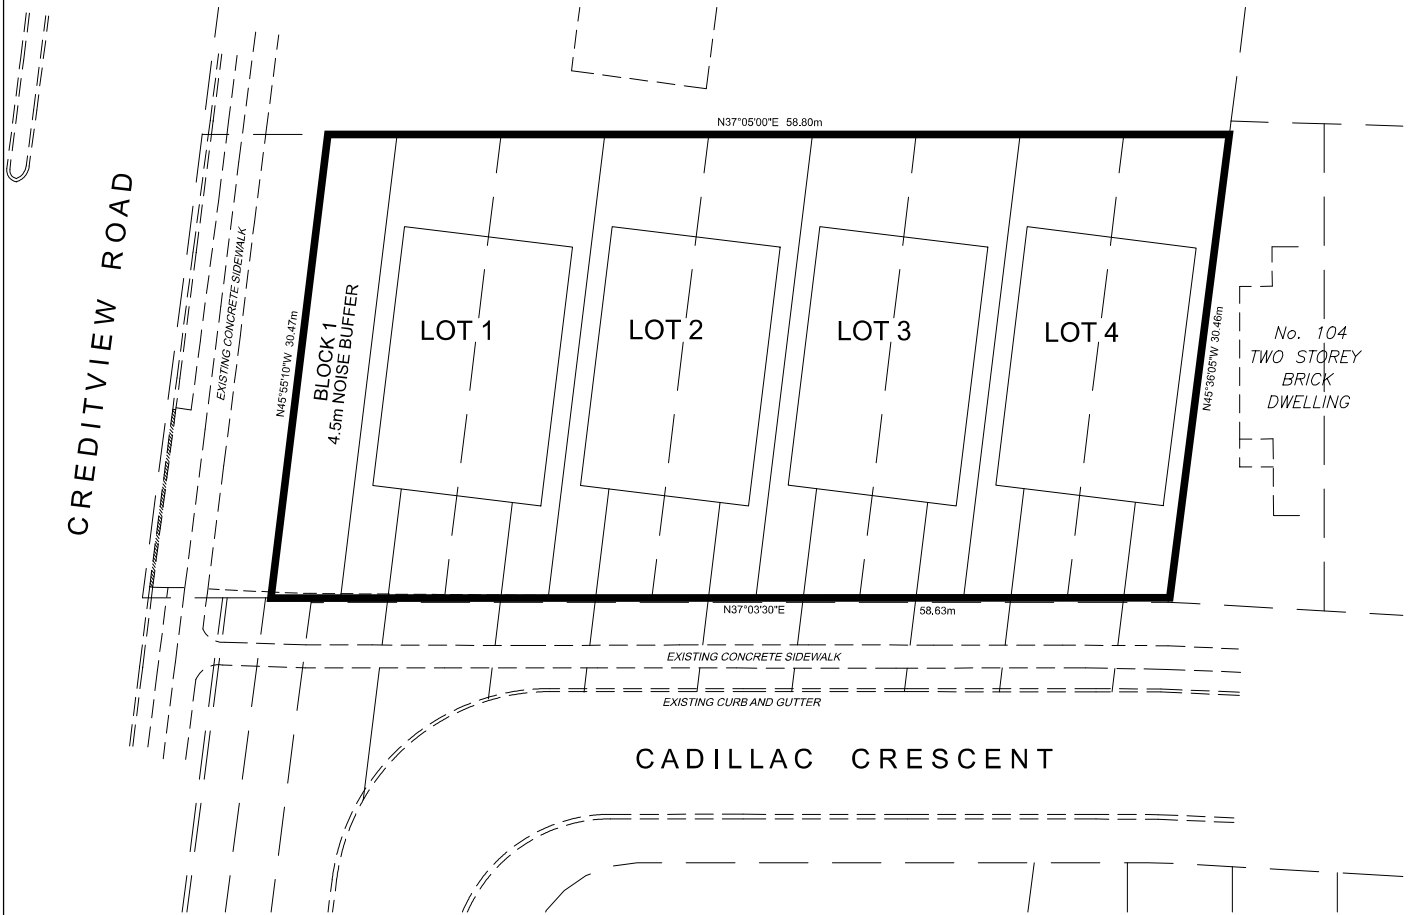 N37°05'00"E 58.80m
CREDITVIEW ROAD
EXISTING CONCRETE SIDEWALK
N45°55'10"W 30.47m
BLOCK 1
4.5m NOISE BUFFER
LOT 1
LOT 2
LOT 3
LOT 4
N45°36'05"W 30.46m
No. 104
TWO STOREY
BRICK
DWELLING
N37°03'30"E 58.63m
EXISTING CONCRETE SIDEWALK
EXISTING CURB AND GUTTER
CADILLAC CRESCENT